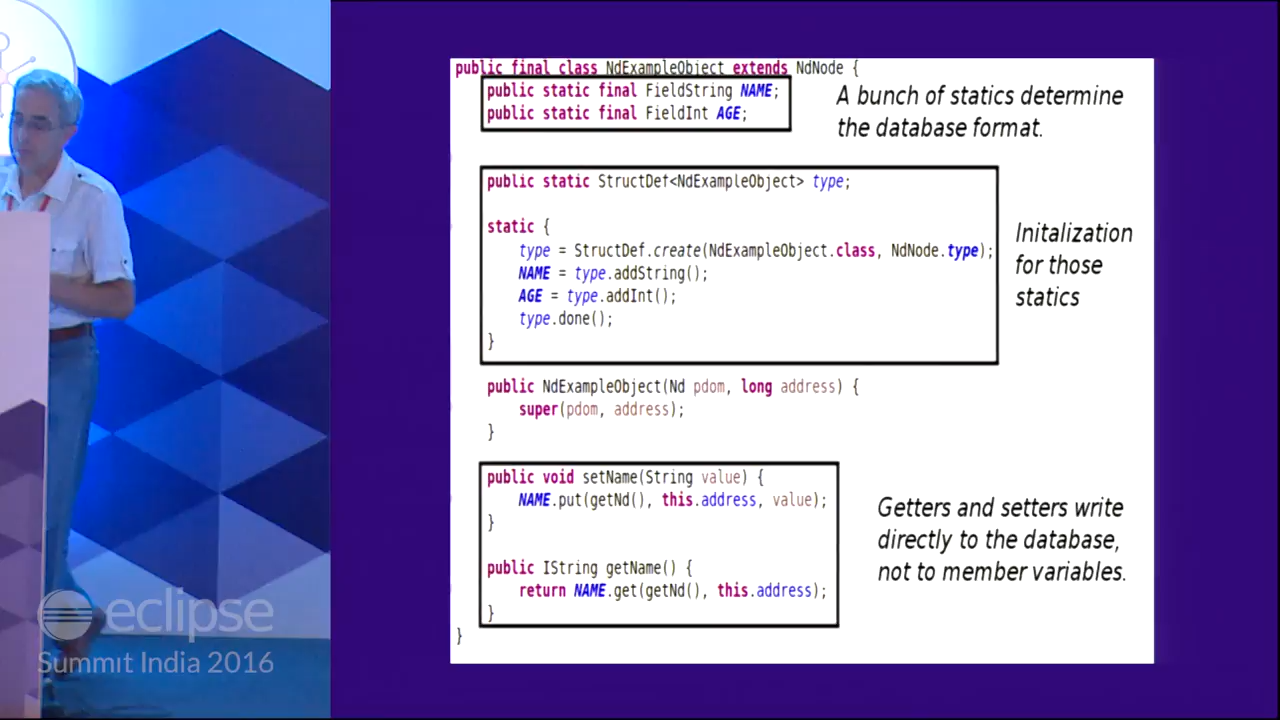 public final class NdExampleObject extends NdNode {
public static final FieldString NAME;
public static final FieldInt AGE;
A bunch of statics determine
the database format.
public static StructDef<NdExampleObject> type;
static {
type = StructDef.create(NdExampleObject.class, NdNode.type);
NAME = type.addString();
AGE = type.addInt();
type.done();
}
Initalization
for those
statics
public NdExampleObject(Nd pdom, long address) {
super(pdom, address);
}
public void setName(String value) {
NAME.put(getNd(), this.address, value);
}
public IString getName() {
return NAME.get(getNd(), this.address);
}
}
Getters and setters write
directly to the database,
not to member variables.
eclipse
Summit India 2016